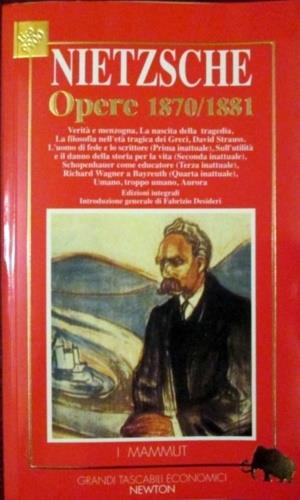 NIETZSCHE
Opere 1870/1881
Verità e menzogna, La nascita della tragedia,
La filosofia nell'età tragica dei Greci, David Strauss.
L'uomo di fede e lo scrittore (Prima inattuale), Sull'utilità
e il danno della storia per la vita (Seconda inattuale),
Schopenhauer come educatore (Terza inattuale),
Richard Wagner a Bayreuth (Quarta inattuale),
Umano, troppo umano, Aurora
Edizioni integrali
Introduzione generale di Fabrizio Desideri
I MAMMUT
GRANDI TASCABILI ECONOMICI
NEWTON